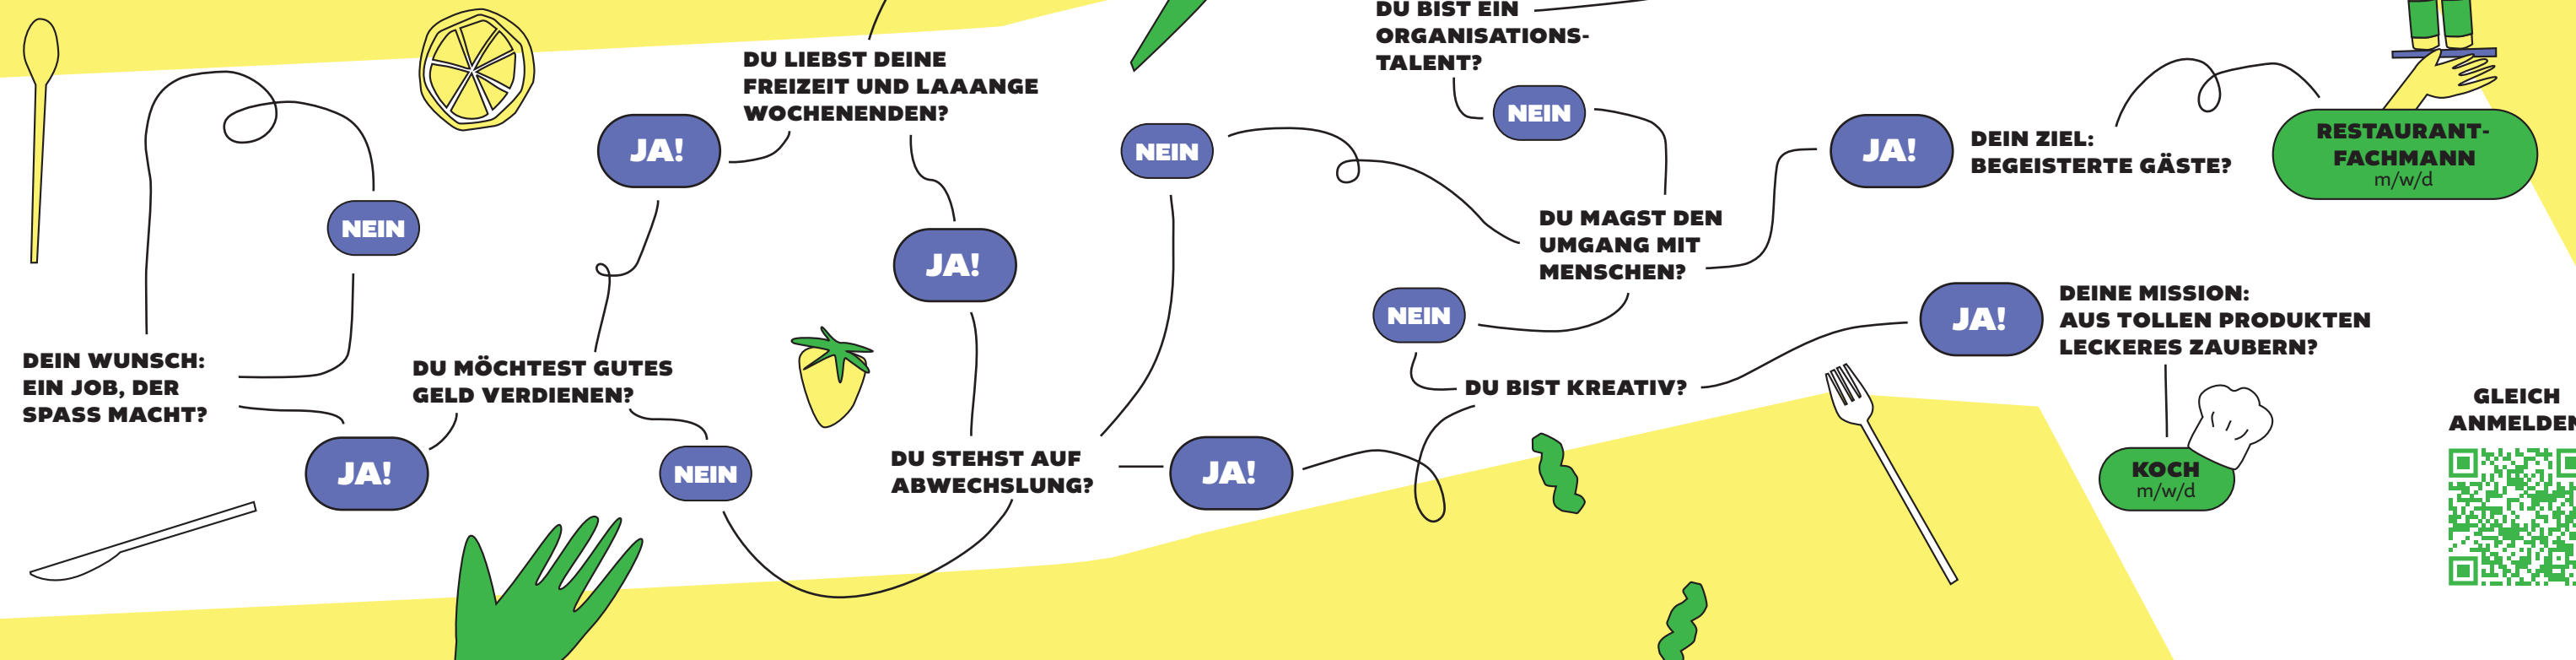 DEIN WUNSCH:
EIN JOB, DER
SPASS MACHT?
NEIN
JA!
DU MÖCHTEST GUTES
GELD VERDIENEN?
JA!
NEIN
DU LIEBST DEINE
FREIZEIT UND LAAANGE
WOCHENENDEN?
JA!
DU STEHST AUF
ABWECHSLUNG?
NEIN
JA!
DU BIST EIN
ORGANISATIONS-
TALENT?
NEIN
DU MAGST DEN
UMGANG MIT
MENSCHEN?
NEIN
DU BIST KREATIV?
JA!
DEIN ZIEL:
BEGEISTERTE GÄSTE?
RESTAURANT-
FACHMANN
m/w/d
JA!
DEINE MISSION:
AUS TOLLEN PRODUKTEN
LECKERES ZAUBERN?
KOCH
m/w/d
GLEICH
ANMELDEN